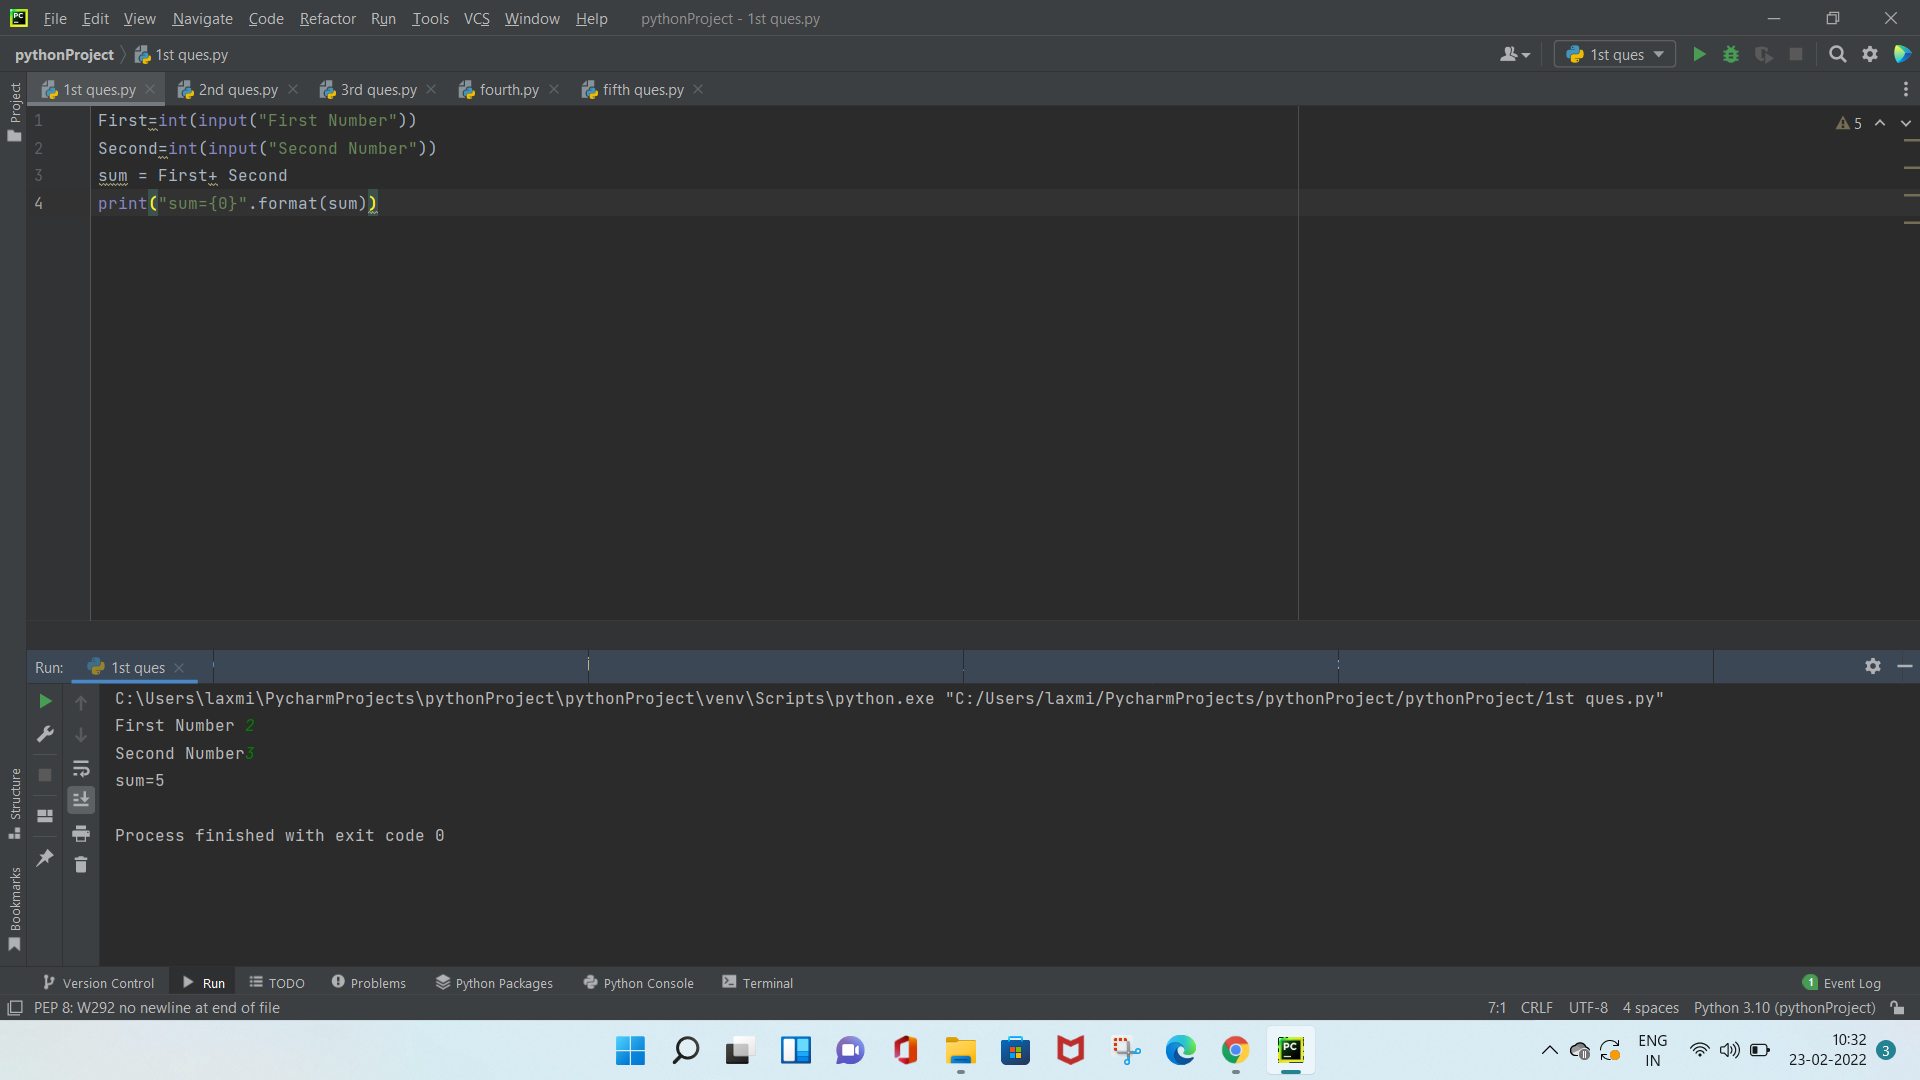 PC File Edit View Navigate Code Refactor Run Tools VCS Window Help pythonProject - 1st ques.py
pythonProject 1st ques.py 1st ques
1st ques.py 2nd ques.py 3rd ques.py fourth.py fifth ques.py
Project
1 First=int(input("First Number"))
5
2 Second=int(input("Second Number"))
3 sum = First+ Second
4 print("sum={0}".format(sum))
Run: 1st ques
C:\Users\laxmi\PycharmProjects\pythonProject\pythonProject\venv\Scripts\python.exe "C:/Users/laxmi/PycharmProjects/pythonProject/pythonProject/1st ques.py"
First Number 2
Second Number3
sum=5
Process finished with exit code 0
Structure
Bookmarks
Version Control Run TODO Problems Python Packages Python Console Terminal 1 Event Log
PEP 8: W292 no newline at end of file 7:1 CRLF UTF-8 4 spaces Python 3.10 (pythonProject)
PC
ENG
IN
10:32
23-02-2022
3